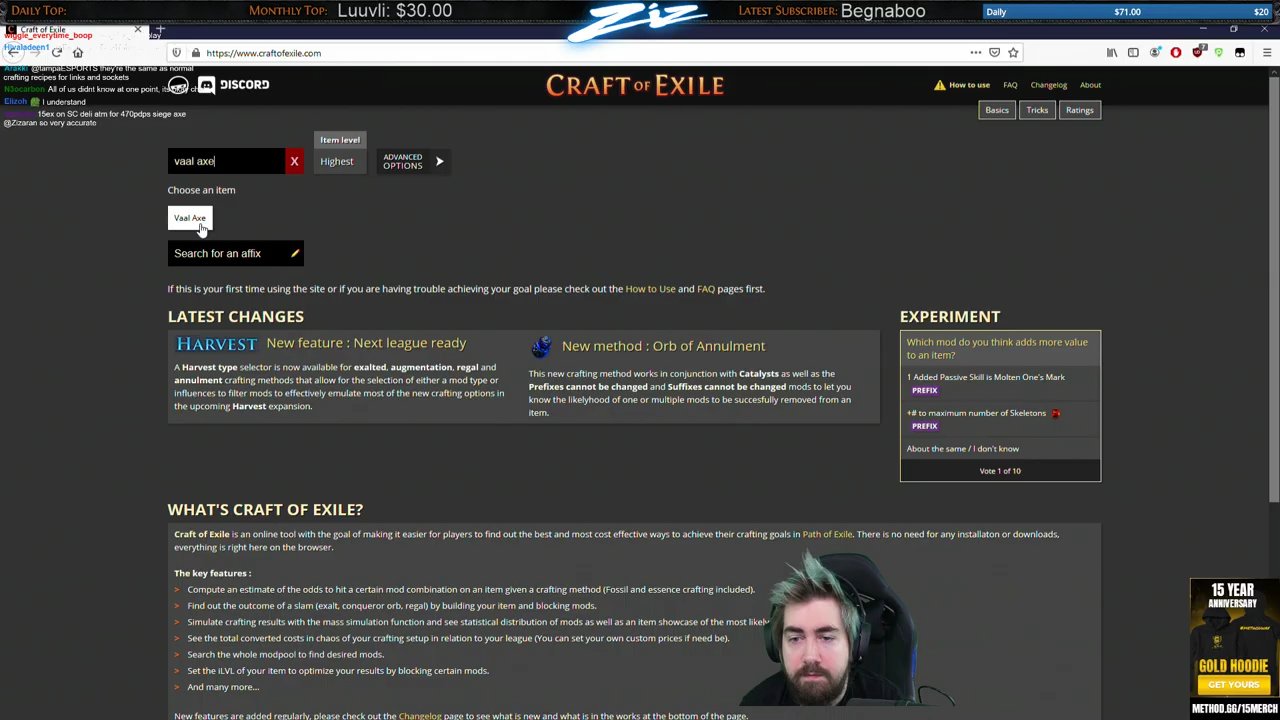 DAILY TOP:
MONTHLY TOP: Luuvli: $30.00
Ziz
LATEST SUBSCRIBER: Begnaboo
Daily $71.00 $20
Craft of Exile
wiggle_everytime_boop play
Hivaladeen1
https://www.craftofexile.com
Arakki: @tampaESPORTS they're the same as normal
crafting recipes for links and sockets
N3ocarbon: All of us didnt know at one point, its
Elizoh I understand
15ex on SC deli atm for 470pdps siege axe
@Zizaran so very accurate
DISCORD
CRAFT OF EXILE
How to use FAQ Changelog About
Basics Tricks Ratings
Item level
vaal axe X Highest
ADVANCED
OPTIONS
Choose an item
Vaal Axe
Search for an affix
If this is your first time using the site or if you are having trouble achieving your goal please check out the How to Use and FAQ pages first.
LATEST CHANGES
HARVEST New feature : Next league ready
A Harvest type selector is now available for exalted, augmentation, regal and
annulment crafting methods that allow for the selection of either a mod type or
influences to filter mods to effectively emulate most of the new crafting options in
the upcoming Harvest expansion.
New method : Orb of Annulment
This new crafting method works in conjunction with Catalysts as well as the
Prefixes cannot be changed and Suffixes cannot be changed mods to let you
know the likelyhood of one or multiple mods to be succesfully removed from an
item.
EXPERIMENT
Which mod do you think adds more value
to an item?
1 Added Passive Skill is Molten One's Mark
PREFIX
+# to maximum number of Skeletons
PREFIX
About the same / I don't know
Vote 1 of 10
WHAT'S CRAFT OF EXILE?
Craft of Exile is an online tool with the goal of making it easier for players to find out the best and most cost effective ways to achieve their crafting goals in Path of Exile. There is no need for any installaton or downloads,
everything is right here on the browser.
The key features :
> Compute an estimate of the odds to hit a certain mod combination on an item given a crafting method (Fossil and essence crafting included).
> Find out the outcome of a slam (exalt, conqueror orb, regal) by building your item and blocking mods.
> Simulate crafting results with the mass simulation function and see statistical distribution of mods as well as an item showcase of the most likely
> See the total converted costs in chaos of your crafting setup in relation to your league (You can set your own custom prices if need be).
> Search the whole modpool to find desired mods.
> Set the iLVL of your item to optimize your results by blocking certain mods.
> And many more...
New features are added regularly, please check out the Changelog page to see what is new and what is in the works at the bottom of the page.
15 YEAR
ANNIVERSARY
GOLD HOODIE
GET YOURS
METHOD.GG/15MERCH